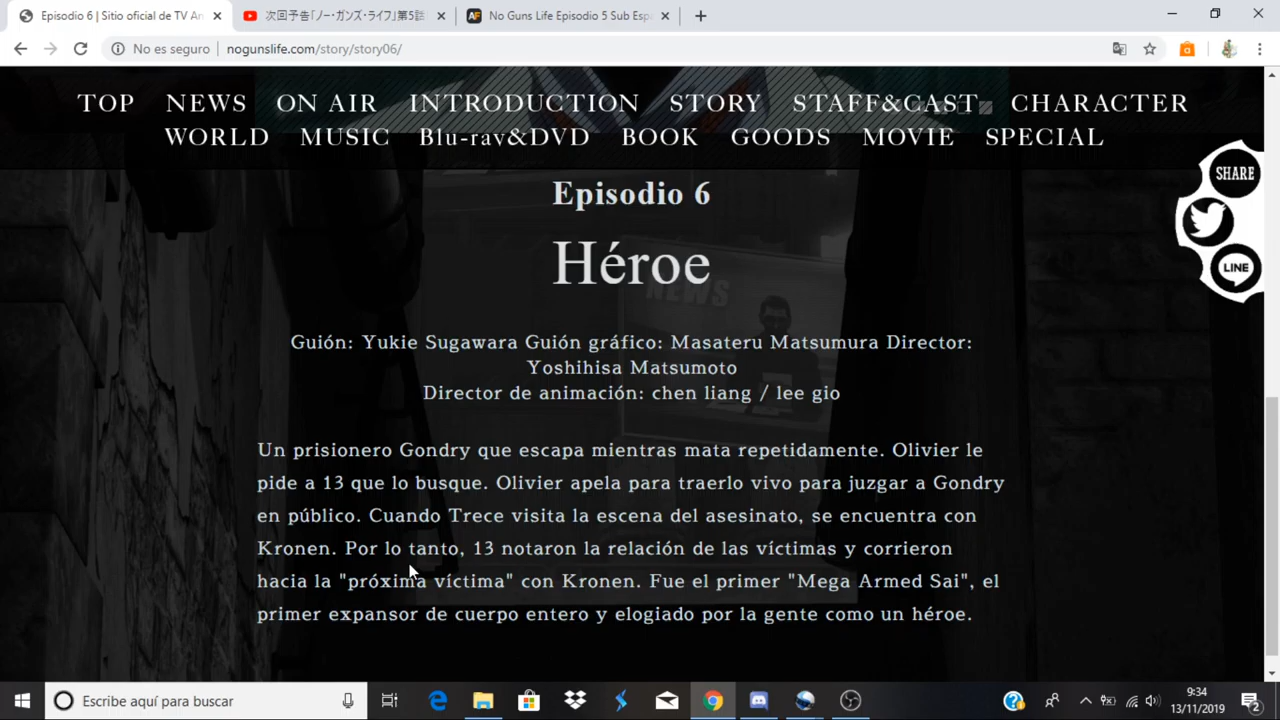 Episodio 6 | Sitio oficial de TV An
次回予告「ノー・ガンズ・ライフ」第5話
No Guns Life Episodio 5 Sub Esp
No es seguro
nogunslife.com/story/story06/
TOP NEWS ON AIR INTRODUCTION STORY STAFF&CAST CHARACTER
WORLD MUSIC Blu-ray&DVD BOOK GOODS MOVIE SPECIAL
SHARE
LINE
NEWS
Episodio 6
Héroe
Guión: Yukie Sugawara Guión gráfico: Masateru Matsumura Director:
Yoshihisa Matsumoto
Director de animación: chen liang / lee gio
Un prisionero Gondry que escapa mientras mata repetidamente. Olivier le
pide a 13 que lo busque. Olivier apela para traerlo vivo para juzgar a Gondry
en público. Cuando Trece visita la escena del asesinato, se encuentra con
Kronen. Por lo tanto, 13 notaron la relación de las víctimas y corrieron
hacia la "próxima víctima" con Kronen. Fue el primer "Mega Armed Sai", el
primer expansor de cuerpo entero y elogiado por la gente como un héroe.
Escribe aquí para buscar
9:34
13/11/2019
2